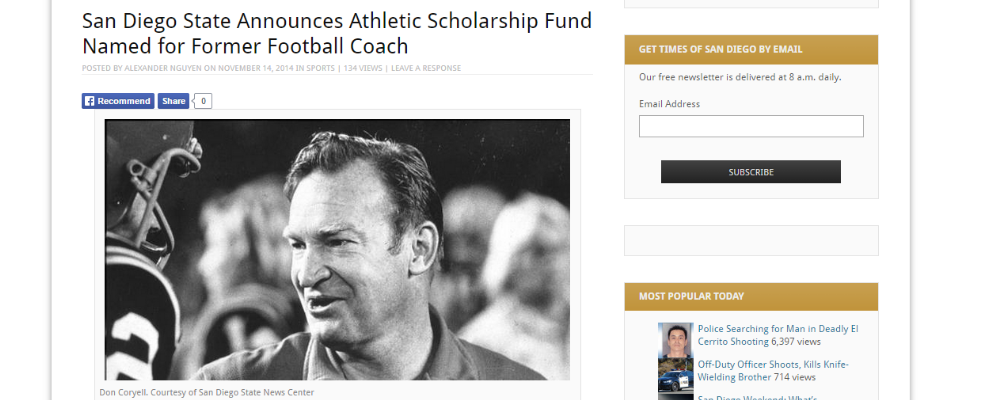 San Diego State Announces Athletic Scholarship Fund
Named for Former Football Coach
POSTED BY ALEXANDER NGUYEN ON NOVEMBER 14, 2014 IN SPORTS | 134 VIEWS | LEAVE A RESPONSE
Recommend Share 0
Don Coryell. Courtesy of San Diego State News Center
GET TIMES OF SAN DIEGO BY EMAIL
Our free newsletter is delivered at 8 a.m. daily.
Email Address
SUBSCRIBE
MOST POPULAR TODAY
Police Searching for Man in Deadly El
Cerrito Shooting 6,397 views
Off-Duty Officer Shoots, Kills Knife-
Wielding Brother 714 views
San Diego Weekend: What's